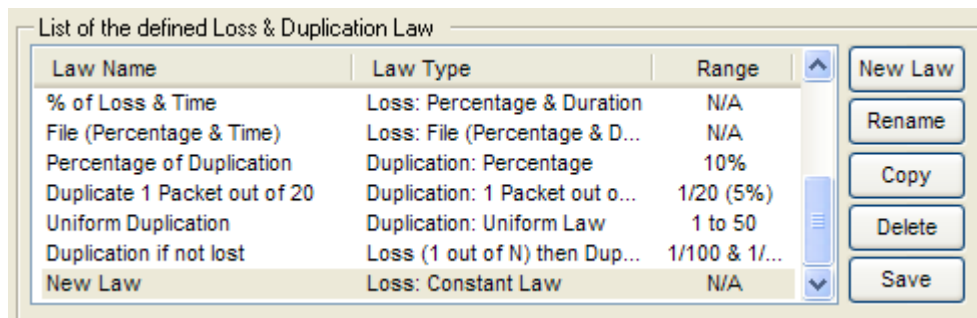 List of the defined Loss & Duplication Law
Law Name Law Type Range
% of Loss & Time Loss: Percentage & Duration N/A
File (Percentage & Time) Loss: File (Percentage & D... N/A
Percentage of Duplication Duplication: Percentage 10%
Duplicate 1 Packet out of 20 Duplication: 1 Packet out o... 1/20 (5%)
Uniform Duplication Duplication: Uniform Law 1 to 50
Duplication if not lost Loss (1 out of N) then Dup... 1/100 & 1/...
New Law Loss: Constant Law N/A
New Law
Rename
Copy
Delete
Save